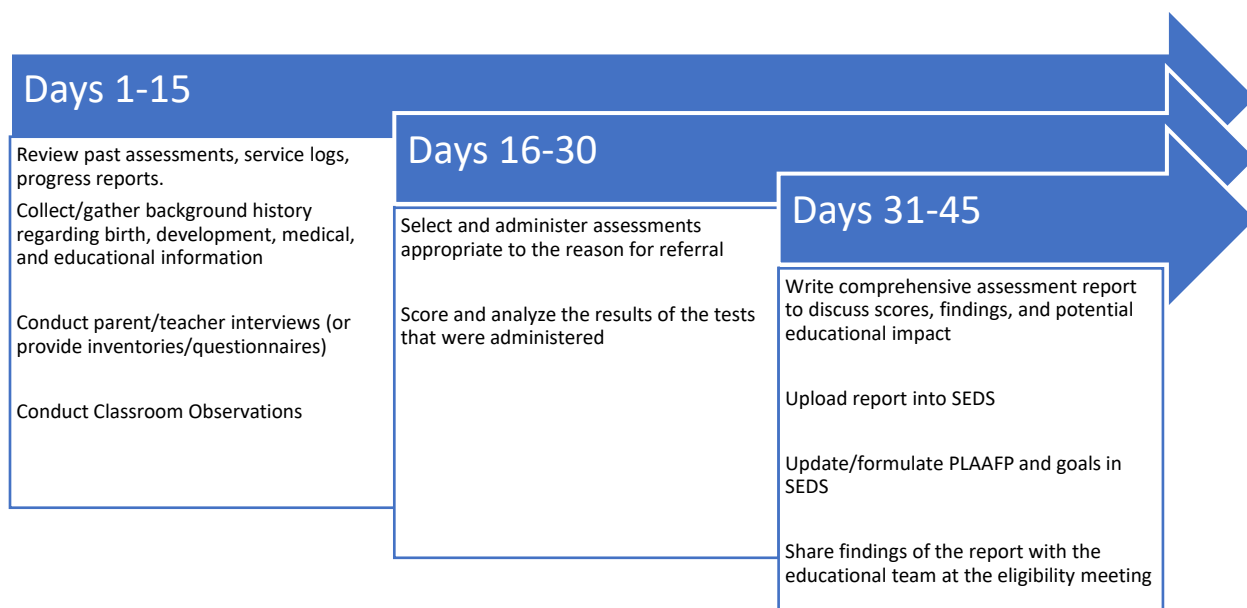 Days 1-15
Review past assessments, service logs,
progress reports.
Collect/gather background history
regarding birth, development, medical,
and educational information
Conduct parent/teacher interviews (or
provide inventories/questionnaires)
Conduct Classroom Observations
Days 16-30
Select and administer assessments
appropriate to the reason for referral
Score and analyze the results of the tests
that were administered
Days 31-45
Write comprehensive assessment report
to discuss scores, findings, and potential
educational impact
Upload report into SEDS
Update/formulate PLAAFP and goals in
SEDS
Share findings of the report with the
educational team at the eligibility meeting